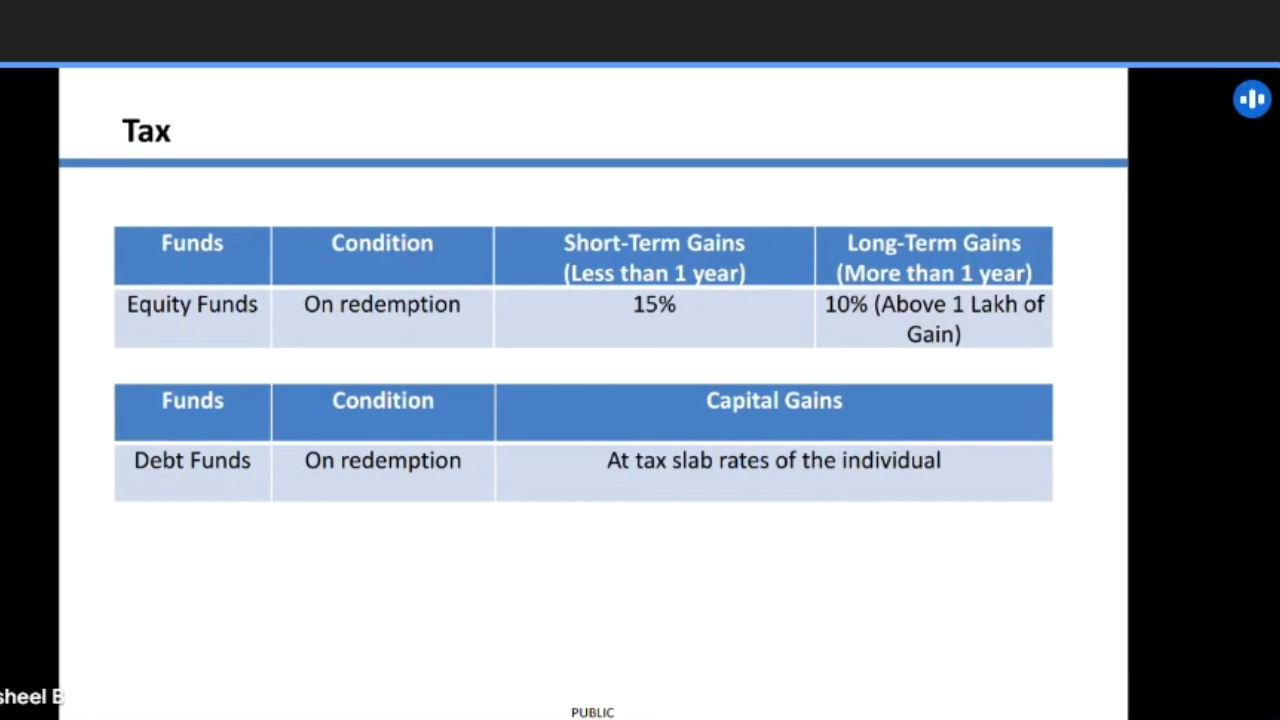 Tax
Funds Condition Short-Term Gains Long-Term Gains
(Less than 1 year) (More than 1 year)
Equity Funds On redemption 15% 10% (Above 1 Lakh of
Gain)
Funds Condition Capital Gains
Debt Funds On redemption At tax slab rates of the individual
sheel B
PUBLIC